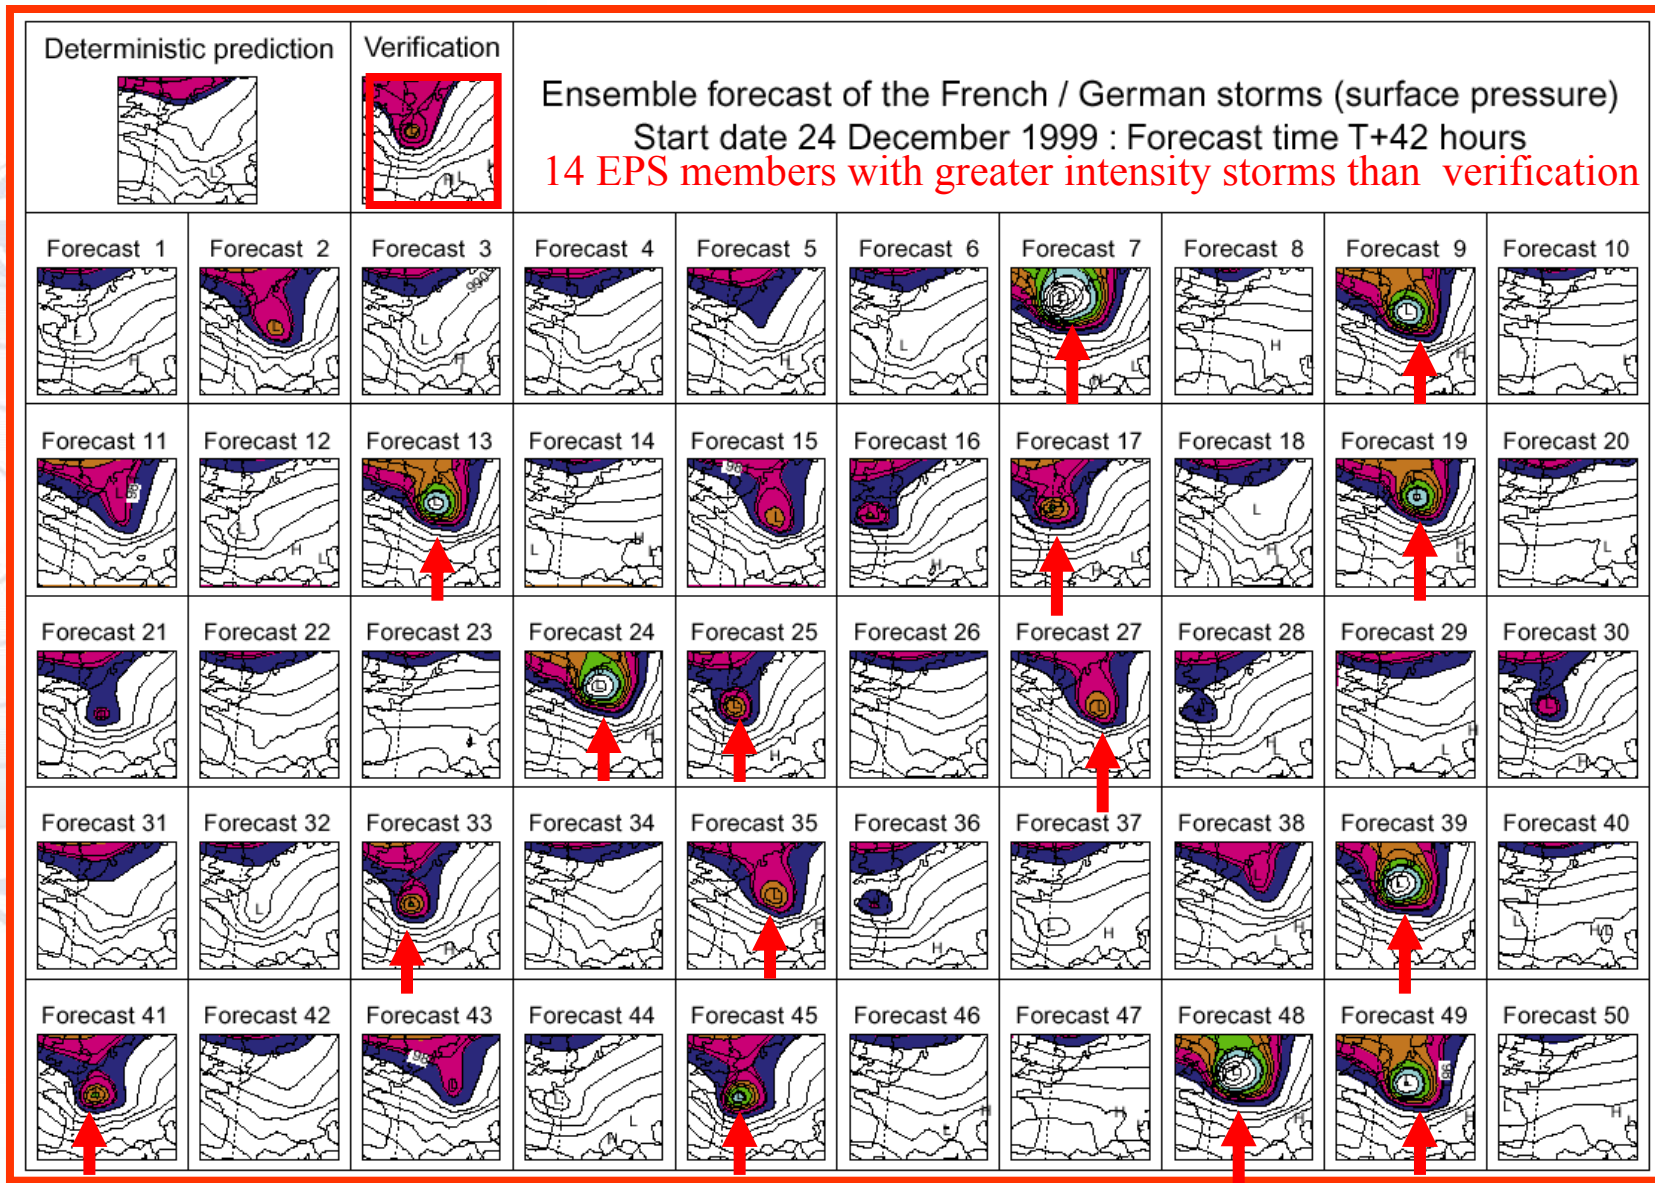 Deterministic prediction
Verification
Ensemble forecast of the French / German storms (surface pressure)
Start date 24 December 1999 : Forecast time T+42 hours
14 EPS members with greater intensity storms than  verification
Forecast  1
Forecast  2
Forecast  3
Forecast  4
Forecast  5
Forecast  6
Forecast  7
Forecast  8
Forecast  9
Forecast 10
Forecast 11
Forecast 12
Forecast 13
Forecast 14
Forecast 15
Forecast 16
Forecast 17
Forecast 18
Forecast 19
Forecast 20
Forecast 21
Forecast 22
Forecast 23
Forecast 24
Forecast 25
Forecast 26
Forecast 27
Forecast 28
Forecast 29
Forecast 30
Forecast 31
Forecast 32
Forecast 33
Forecast 34
Forecast 35
Forecast 36
Forecast 37
Forecast 38
Forecast 39
Forecast 40
Forecast 41
Forecast 42
Forecast 43
Forecast 44
Forecast 45
Forecast 46
Forecast 47
Forecast 48
Forecast 49
Forecast 50